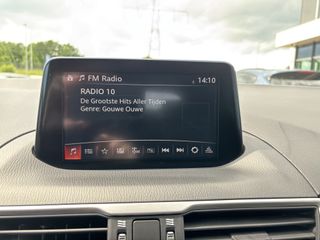 FM Radio
14:10
RADIO 10
De Grootste Hits Aller Tijden
Genre: Gouwe Ouwe